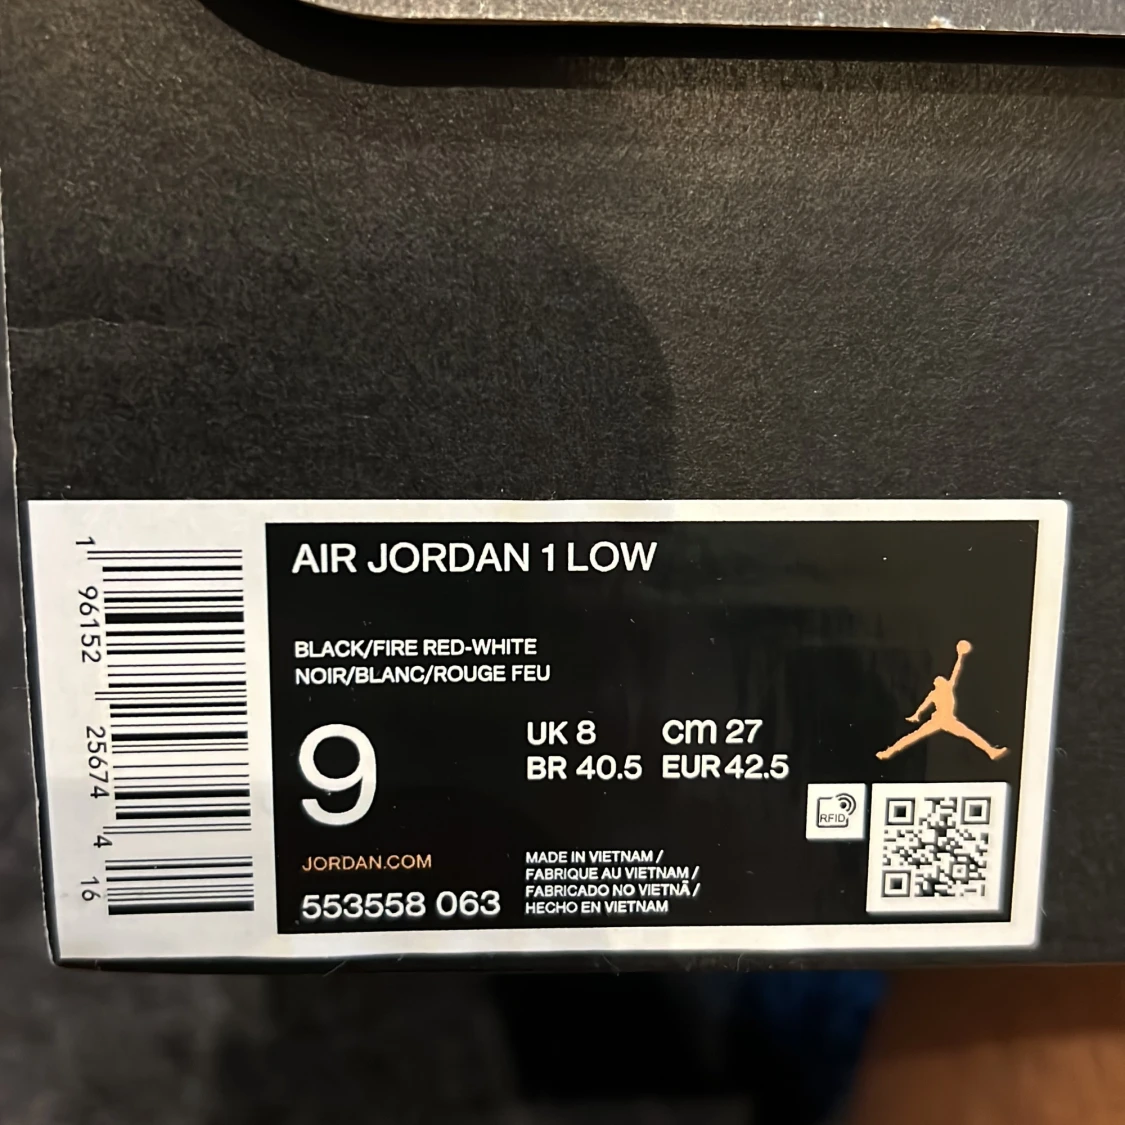 1
96152
25674
4
16
AIR JORDAN 1 LOW
BLACK/FIRE RED-WHITE
NOIR/BLANC/ROUGE FEU
9
UK 8 cm 27
BR 40.5 EUR 42.5
RFID
JORDAN.COM
553558 063
MADE IN VIETNAM /
FABRIQUE AU VIETNAM /
FABRICADO NO VIETNÃ /
HECHO EN VIETNAM